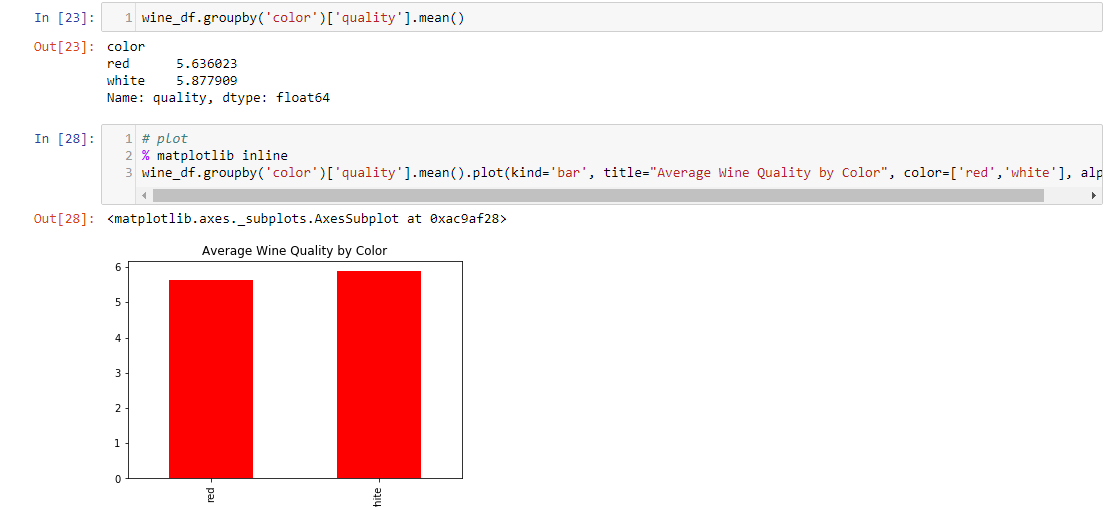 In [23]: 1 wine_df.groupby('color')['quality'].mean()
Out[23]: color
red 5.636023
white 5.877909
Name: quality, dtype: float64
In [28]: 1 # plot
2 % matplotlib inline
3 wine_df.groupby('color')['quality'].mean().plot(kind='bar', title="Average Wine Quality by Color", color=['red','white'], alp
Out[28]: <matplotlib.axes._subplots.AxesSubplot at 0xac9af28>
Average Wine Quality by Color
6
5
4
3
2
1
0
red
hite